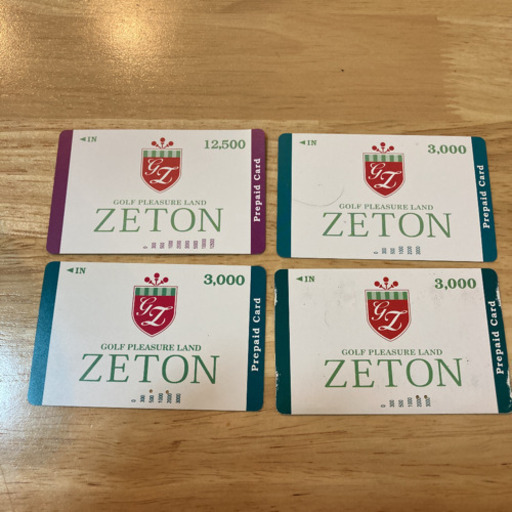 ◄IN
12,500
GZ
GOLF PLEASURE LAND
ZETON
Prepaid Card
3,000
GZ
GOLF PLEASURE LAND
ZETON
Prepaid Card
◄IN
3,000
GZ
GOLF PLEASURE LAND
ZETON
Prepaid Card
◄IN
3,000
GZ
GOLF PLEASURE LAND
ZETON
Prepaid Card
◄IN